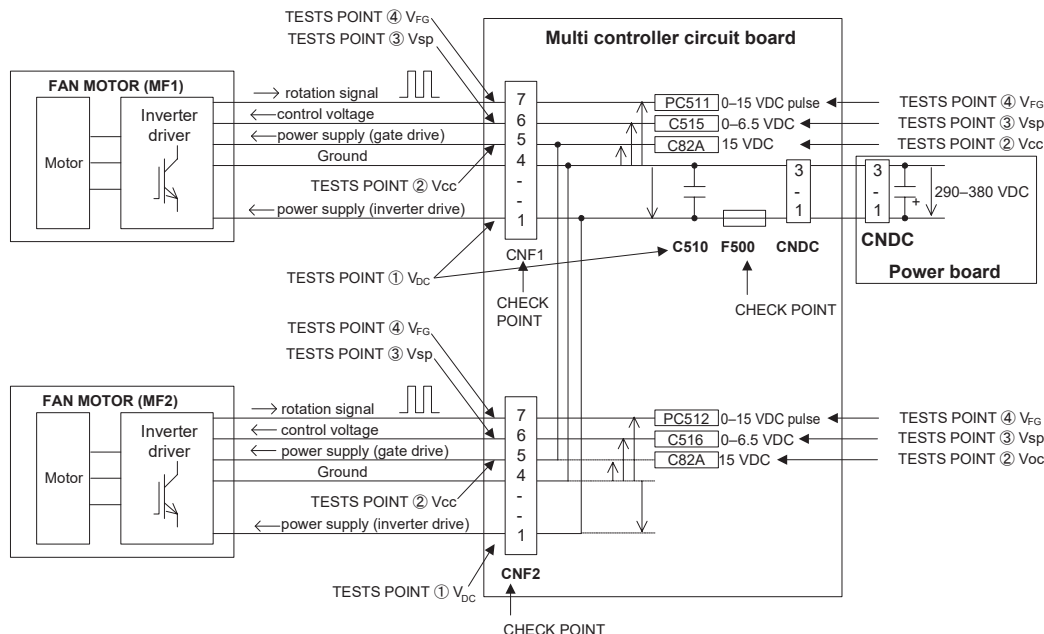 TESTS POINT ④ VFG
TESTS POINT ③ Vsp
Multi controller circuit board
FAN MOTOR (MF1)
Motor
Inverter
driver
→ rotation signal
← control voltage
← power supply (gate drive)
Ground
TESTS POINT ② Vcc
← power supply (inverter drive)
TESTS POINT ① VDC
7
6
5
4
-
-
1
CNF1
CHECK
POINT
PC511 0–15 VDC pulse
C515 0–6.5 VDC
C82A 15 VDC
TESTS POINT ④ VFG
TESTS POINT ③ Vsp
TESTS POINT ② Vcc
3
-
1
3
-
1
+
290–380 VDC
C510 F500 CNDC
CNDC
Power board
CHECK POINT
TESTS POINT ④ VFG
TESTS POINT ③ Vsp
FAN MOTOR (MF2)
Motor
Inverter
driver
→ rotation signal
← control voltage
← power supply (gate drive)
Ground
TESTS POINT ② Vcc
← power supply (inverter drive)
TESTS POINT ① VDC
7
6
5
4
-
-
1
CNF2
CHECK POINT
PC512 0–15 VDC pulse
C516 0–6.5 VDC
C82A 15 VDC
TESTS POINT ④ VFG
TESTS POINT ③ Vsp
TESTS POINT ② Voc